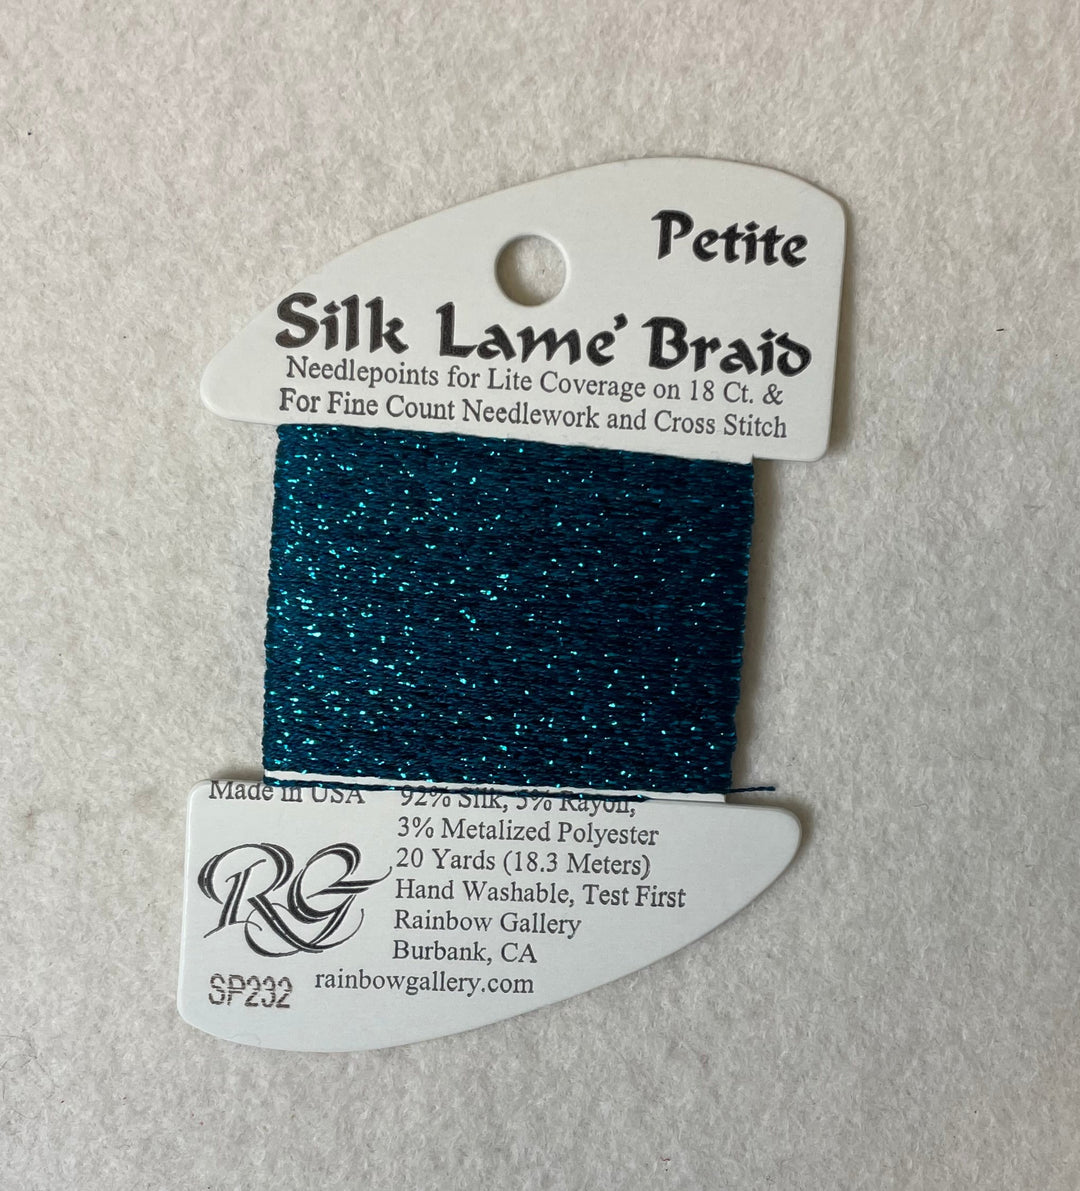 Petite
Silk Lame' Braid
Needlepoints for Lite Coverage on 18 Ct. &
For Fine Count Needlework and Cross Stitch
Made in USA
92% Silk, 5% Rayon,
3% Metalized Polyester
20 Yards (18.3 Meters)
Hand Washable, Test First
Rainbow Gallery
Burbank, CA
rainbowgallery.com
RG
SP232